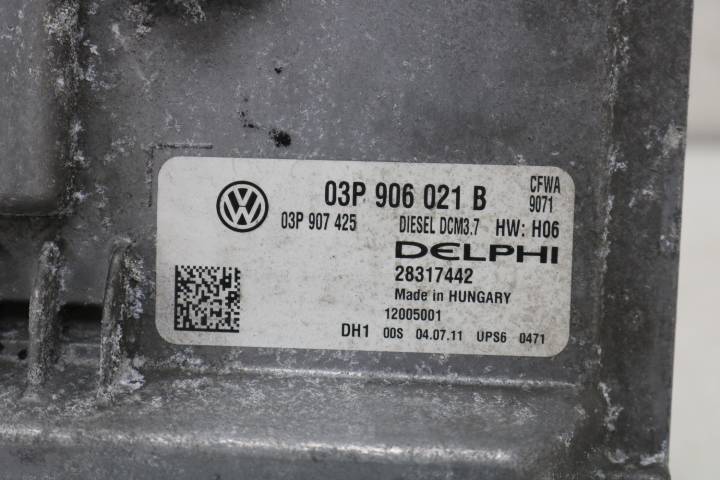 03P 906 021 B CFWA
9071
03P 907 425 DIESEL DCM3.7 HW: H06
DELPHI
28317442
Made in HUNGARY
12005001
DH1 00S 04.07.11 UPS6 0471